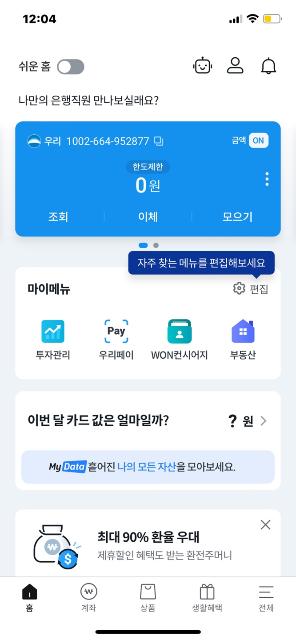 12:04
쉬운 홈
나만의 은행직원 만나보실래요?
우리 1002-664-952877
금액 ON
한도제한
0원
조회 이체 모으기
자주 찾는 메뉴를 편집해보세요
마이메뉴
편집
Pay
투자관리 우리페이 WON컨시어지 부동산
이번 달 카드 값은 얼마일까?
? 원
My Data 흩어진 나의 모든 자산을 모아보세요.
최대 90% 환율 우대
제휴할인 혜택도 받는 환전주머니
홈 계좌 상품 생활혜택 전체